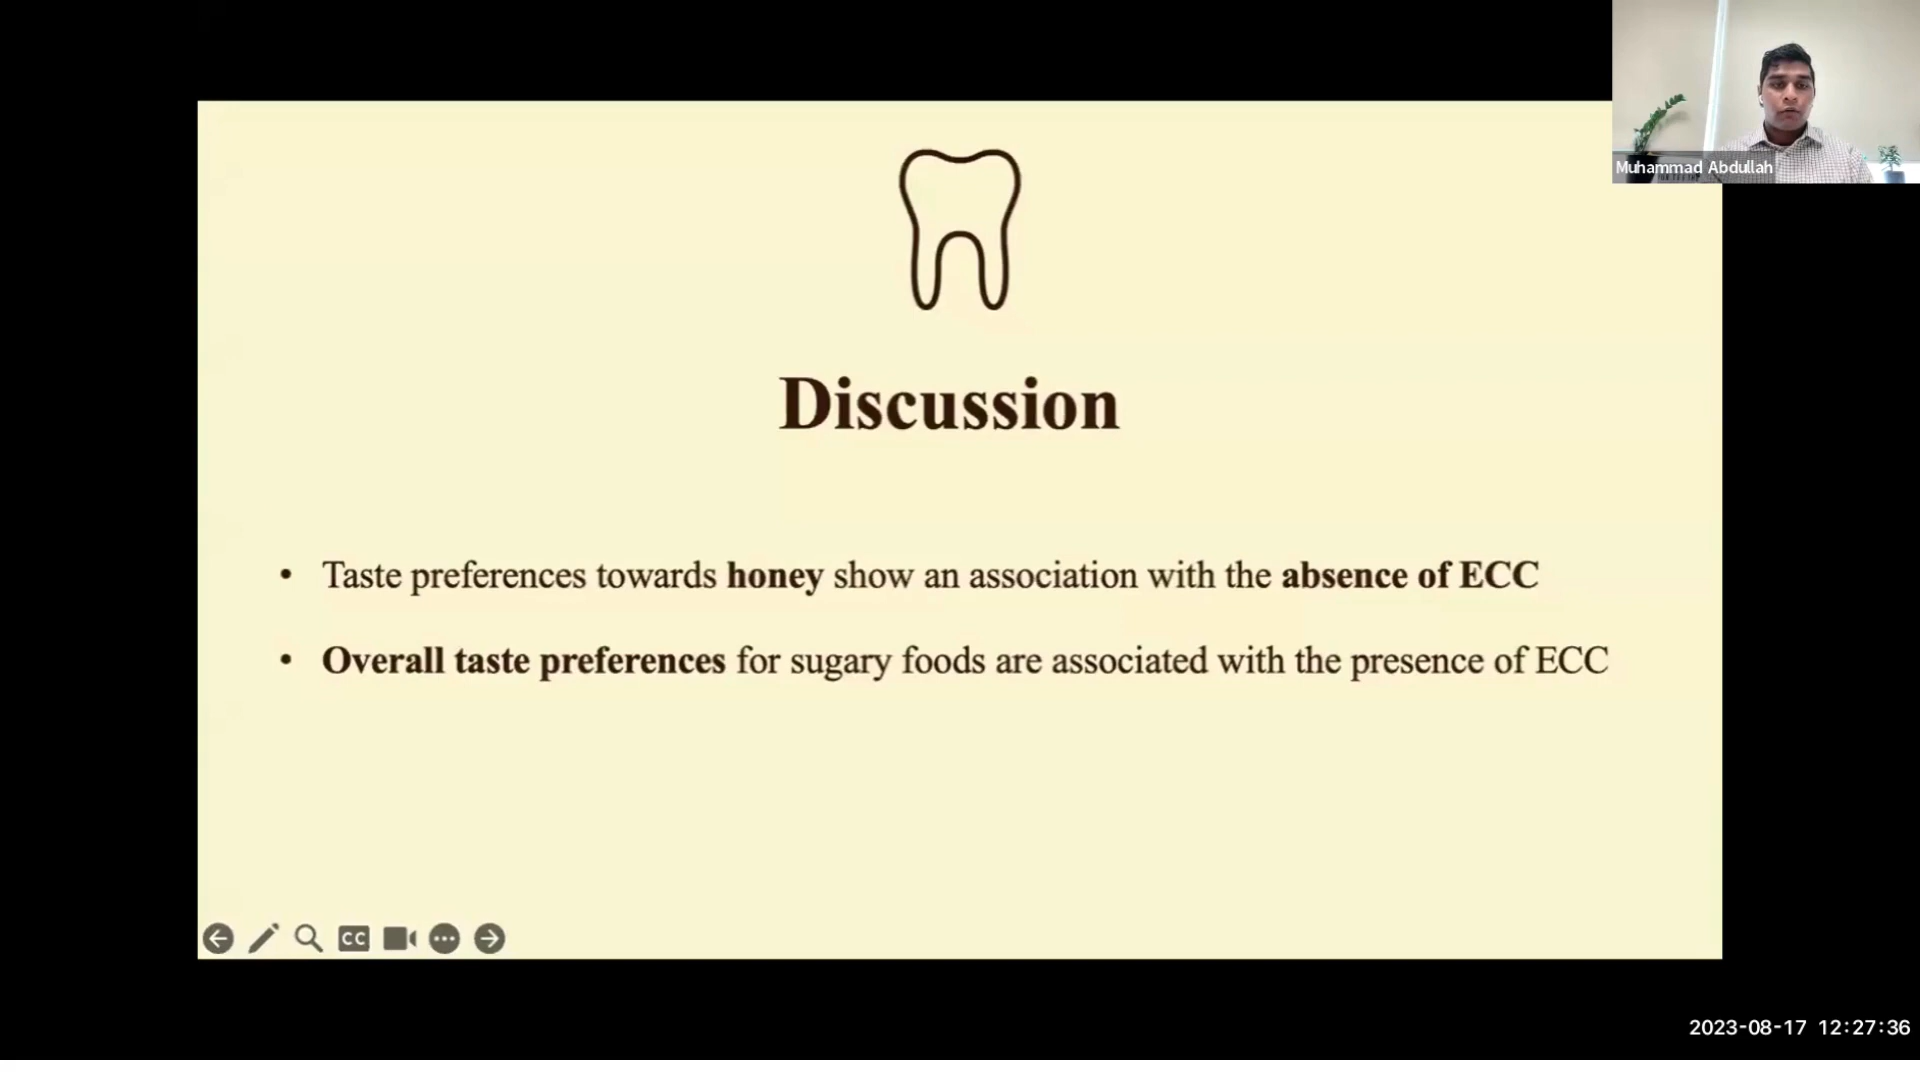 Muhammad Abdullah
Discussion
• Taste preferences towards honey show an association with the absence of ECC
• Overall taste preferences for sugary foods are associated with the presence of ECC
CC
2023-08-17 12:27:36